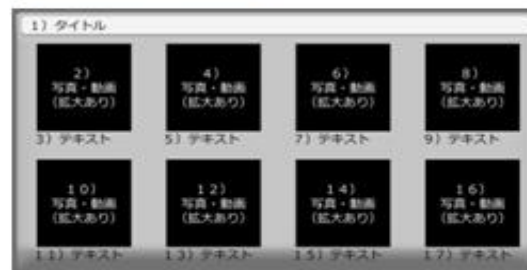 1）タイトル
2）
写真・動画
（拡大あり）
4）
写真・動画
（拡大あり）
6）
写真・動画
（拡大あり）
8）
写真・動画
（拡大あり）
3）テキスト
5）テキスト
7）テキスト
9）テキスト
10）
写真・動画
（拡大あり）
12）
写真・動画
（拡大あり）
14）
写真・動画
（拡大あり）
16）
写真・動画
（拡大あり）
11）テキスト
13）テキスト
15）テキスト
17）テキスト